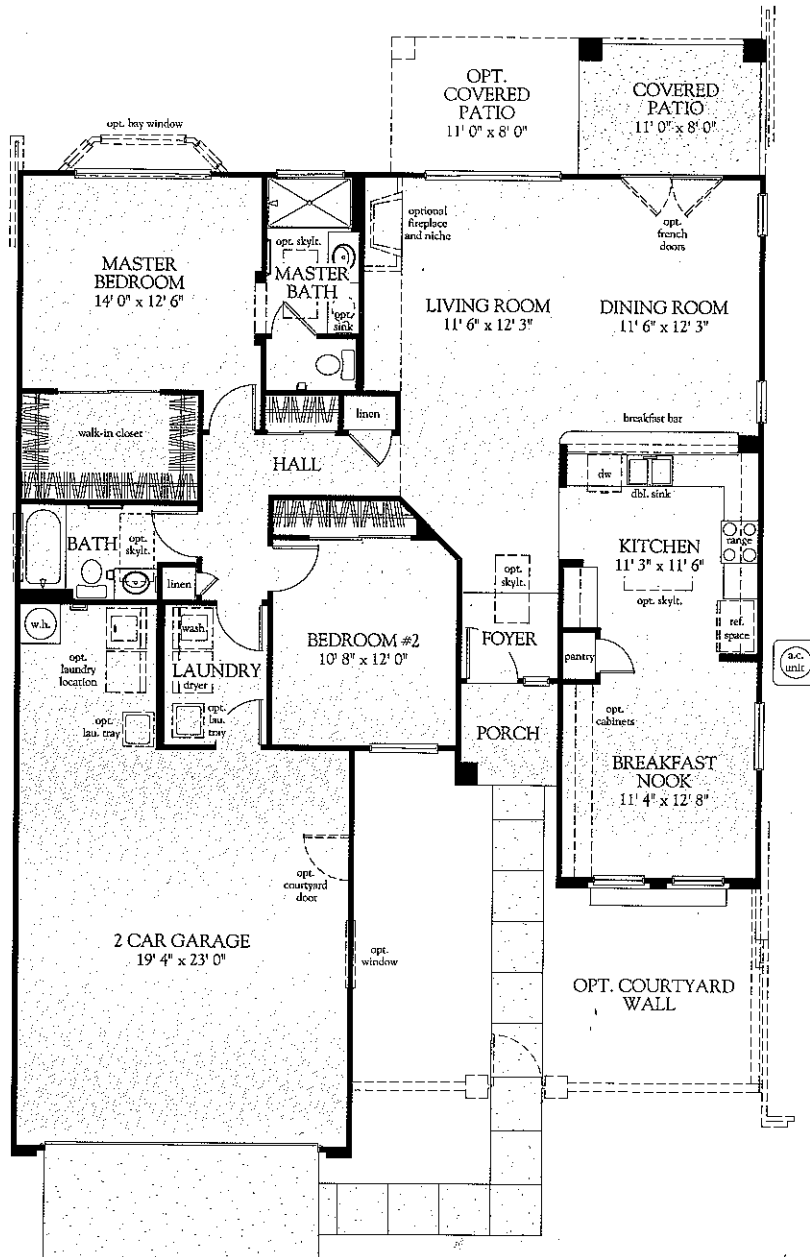 OPT.
COVERED
PATIO
11' 0" x 8' 0"
COVERED
PATIO
11' 0" x 8' 0"
opt. bay window
optional
fireplace
and niche
opt.
french
doors
MASTER
BEDROOM
14' 0" x 12' 6"
opt. skylt.
MASTER
BATH
opt.
sink
LIVING ROOM
11' 6" x 12' 3"
DINING ROOM
11' 6" x 12' 3"
walk-in closet
linen
HALL
breakfast bar
dw
dbl. sink
range
KITCHEN
11' 3" x 11' 6"
opt. skylt.
ref.
space
BATH
opt.
skylt.
linen
opt.
skylt.
FOYER
pantry
a.c.
unit
w.h.
opt.
laundry
location
opt.
lau. tray
wash.
LAUNDRY
dryer
opt.
lau.
tray
BEDROOM #2
10' 8" x 12' 0"
PORCH
opt.
cabinets
BREAKFAST
NOOK
11' 4" x 12' 8"
opt.
courtyard
door
2 CAR GARAGE
19' 4" x 23' 0"
opt.
window
OPT. COURTYARD
WALL